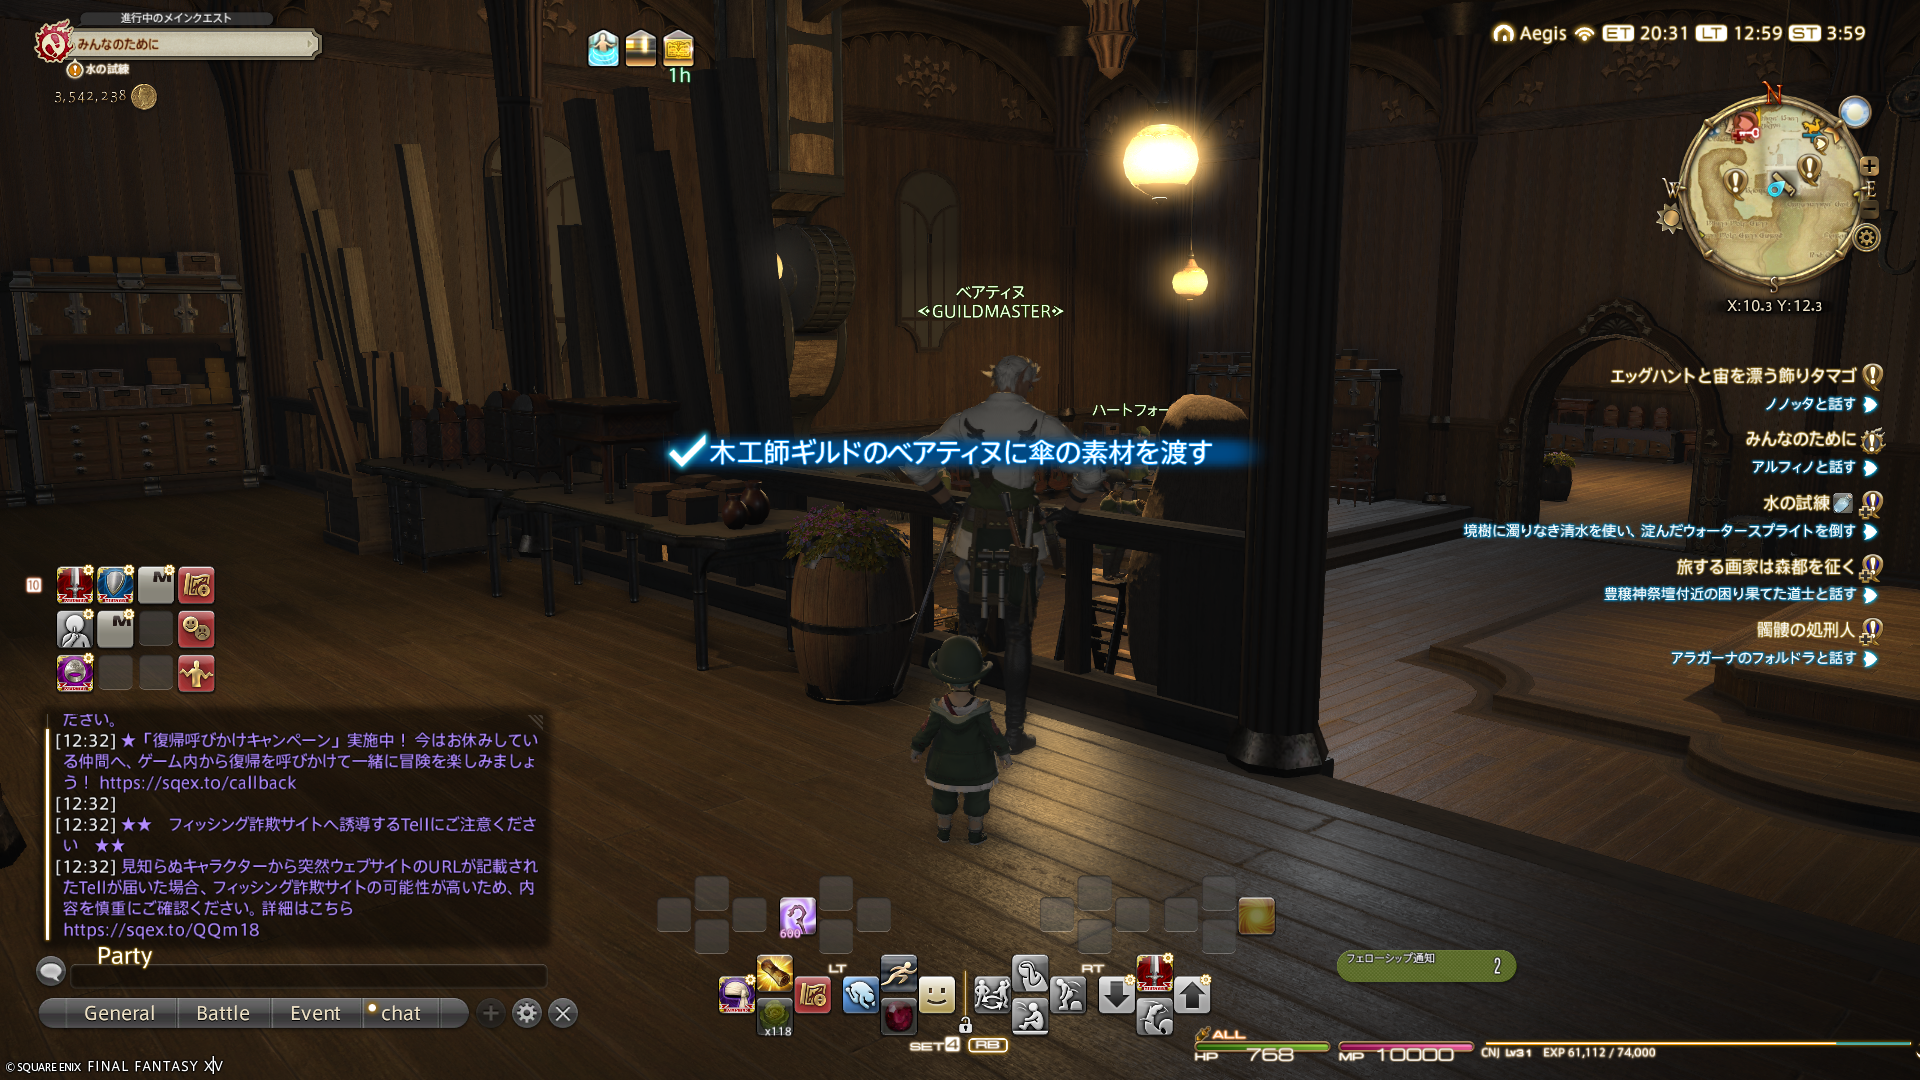 進行中のメインクエスト
みんなのために
水の試練
3,542,238
1h
Aegis ET 20:31 LT 12:59 ST 3:59
N
W
E
S
X:10.3 Y:12.3
ベアティヌ
GUILDMASTER
ハートフォー
木工師ギルドのベアティヌに傘の素材を渡す
エッグハントと宙を漂う飾りタマゴ
ノノッタと話す
みんなのために
アルフィノと話す
水の試練
境樹に濁りなき清水を使い、淀んだウォータースプライトを倒す
旅する画家は森都を征く
豊穣神祭壇付近の困り果てた道士と話す
髑髏の処刑人
アラガーナのフォルドラと話す
10
M
M
ださい。
[12:32] ★「復帰呼びかけキャンペーン」実施中! 今はお休みしてい
る仲間へ、ゲーム内から復帰を呼びかけて一緒に冒険を楽しみましょ
う! https://sqex.to/callback
[12:32]
[12:32] ★★ フィッシング詐欺サイトへ誘導するTellにご注意くださ
い ★★
[12:32] 見知らぬキャラクターから突然ウェブサイトのURLが記載され
たTellが届いた場合、フィッシング詐欺サイトの可能性が高いため、内
容を慎重にご確認ください。詳細はこちら
https://sqex.to/QQm18
Party
General Battle Event chat
600
LT
RT
x118
SET 4 RB
フェローシップ通知 2
ALL
HP 768 MP 10000
CNJ Lv31 EXP 61,112 / 74,000
© SQUARE ENIX FINAL FANTASY XIV